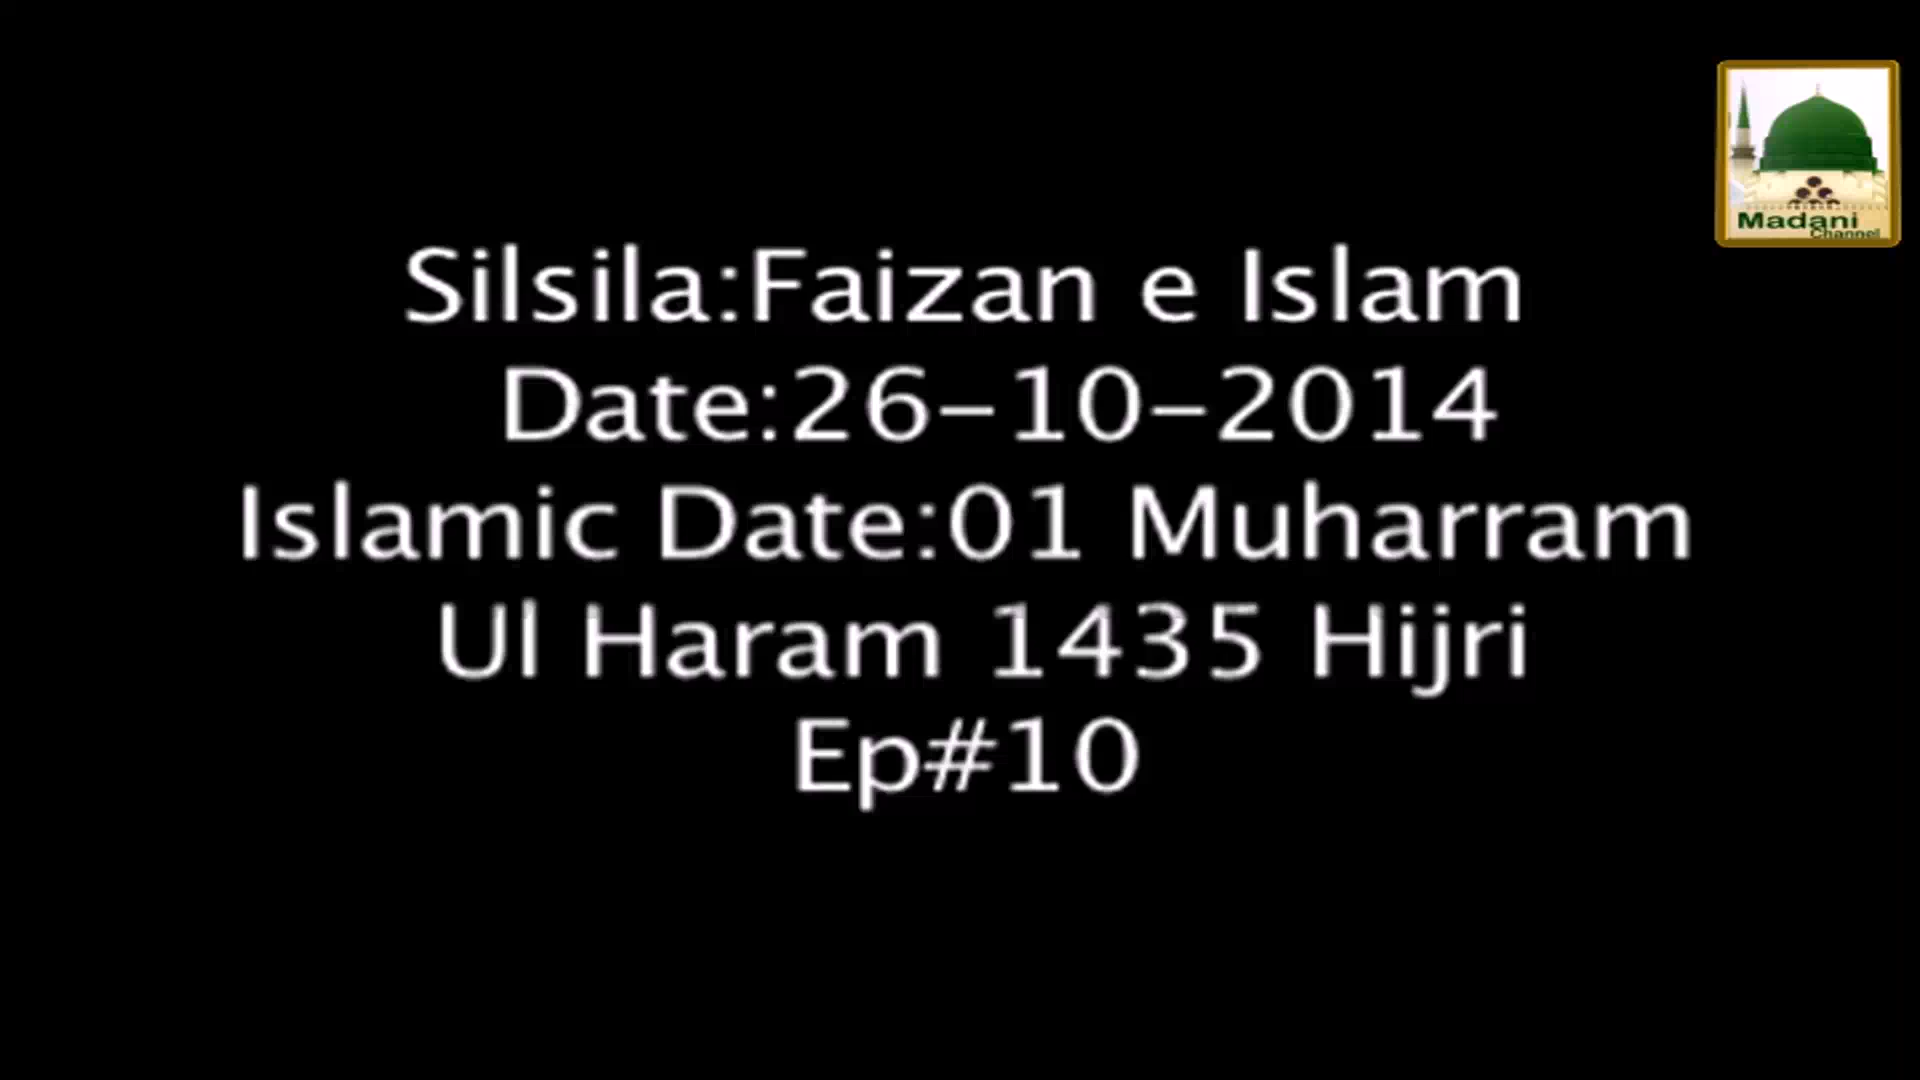 Madani
Channel
Silsila:Faizan e Islam
Date:26-10-2014
Islamic Date:01 Muharram
Ul Haram 1435 Hijri
Ep#10